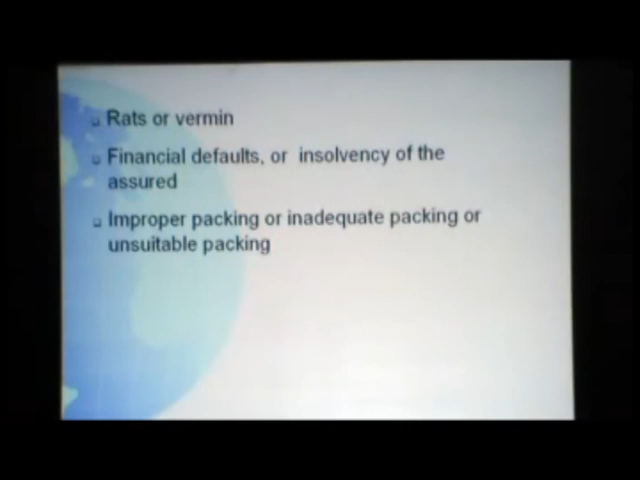 Rats or vermin
Financial defaults, or insolvency of the
assured
Improper packing or inadequate packing or
unsuitable packing